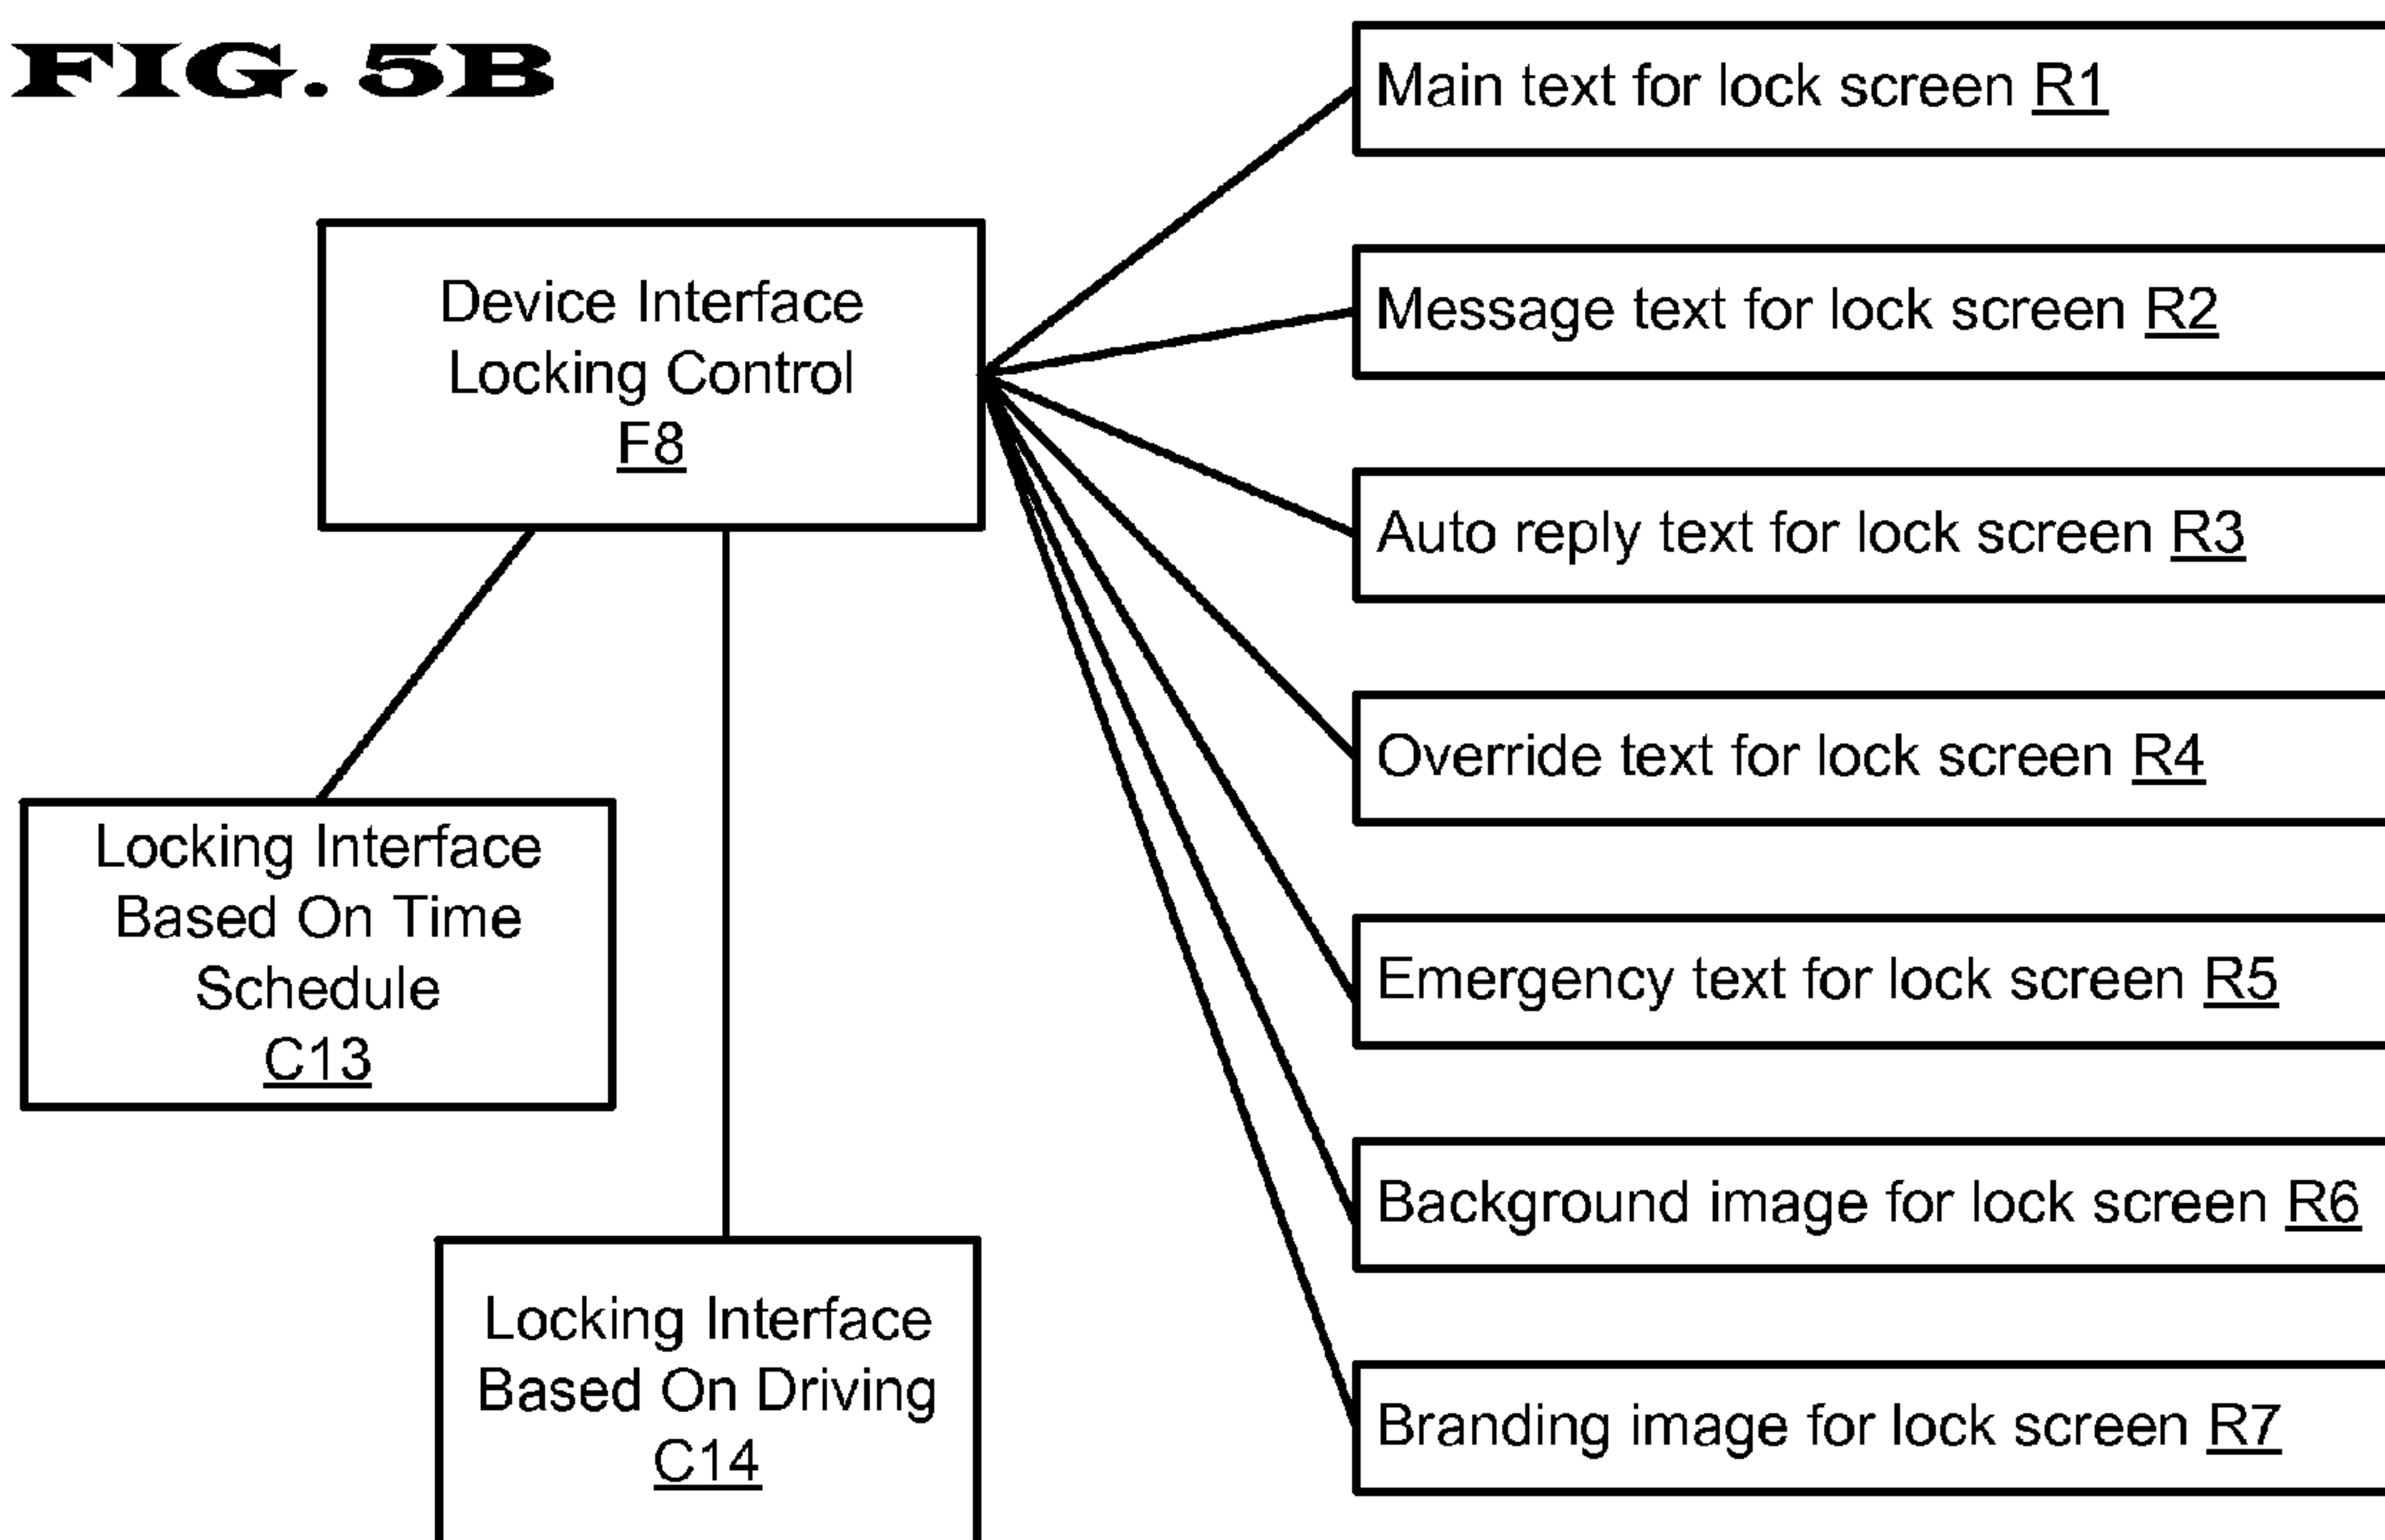 FIG. 5B
Device Interface
Locking Control
F8
Locking Interface
Based On Time
Schedule
C13
Locking Interface
Based On Driving
C14
Main text for lock screen R1
Message text for lock screen R2
Auto reply text for lock screen R3
Override text for lock screen R4
Emergency text for lock screen R5
Background image for lock screen R6
Branding image for lock screen R7